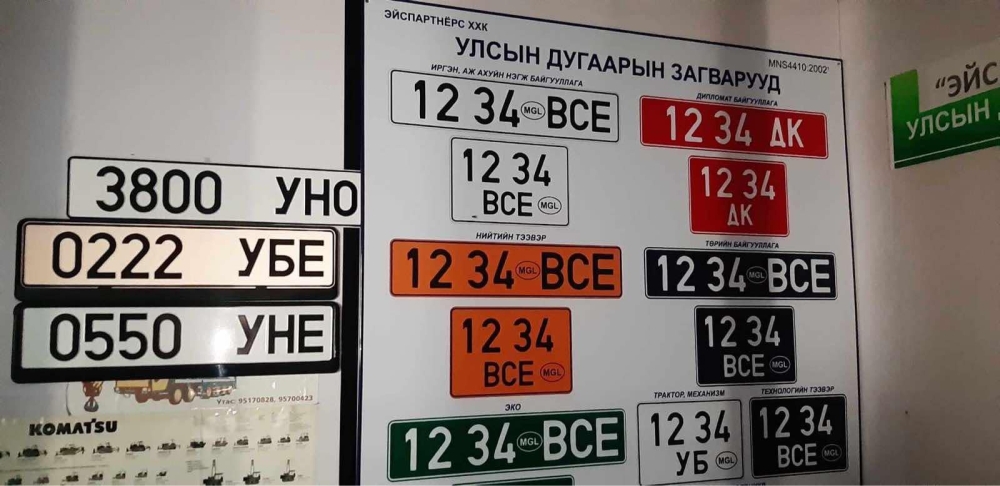 ЭЙСПАРТНЁРС ХХК
УЛСЫН ДУГААРЫН ЗАГВАРУУД
MNS4410:2002
ИРГЭН, АЖ АХУЙН НЭГЖ БАЙГУУЛЛАГА
12 34 MGL ВСЕ
12 34
ВСЕ MGL
ДИПЛОМАТ БАЙГУУЛЛАГА
12 34 ДК
12 34
ДК
НИЙТИЙН ТЭЭВЭР
12 34 MGL ВСЕ
12 34
ВСЕ MGL
ТӨРИЙН БАЙГУУЛЛАГА
12 34 MGL ВСЕ
12 34
ВСЕ MGL
ЭКО
12 34 MGL ВСЕ
ТРАКТОР, МЕХАНИЗМ
12 34
УБ MGL
ТЕХНОЛОГИЙН ТЭЭВЭР
12 34
ВСЕ MGL
3800 УНО
0222 УБЕ
0550 УНЕ
Утас: 95170828, 95700423
KOMATSU
"ЭЙС
УЛСЫН